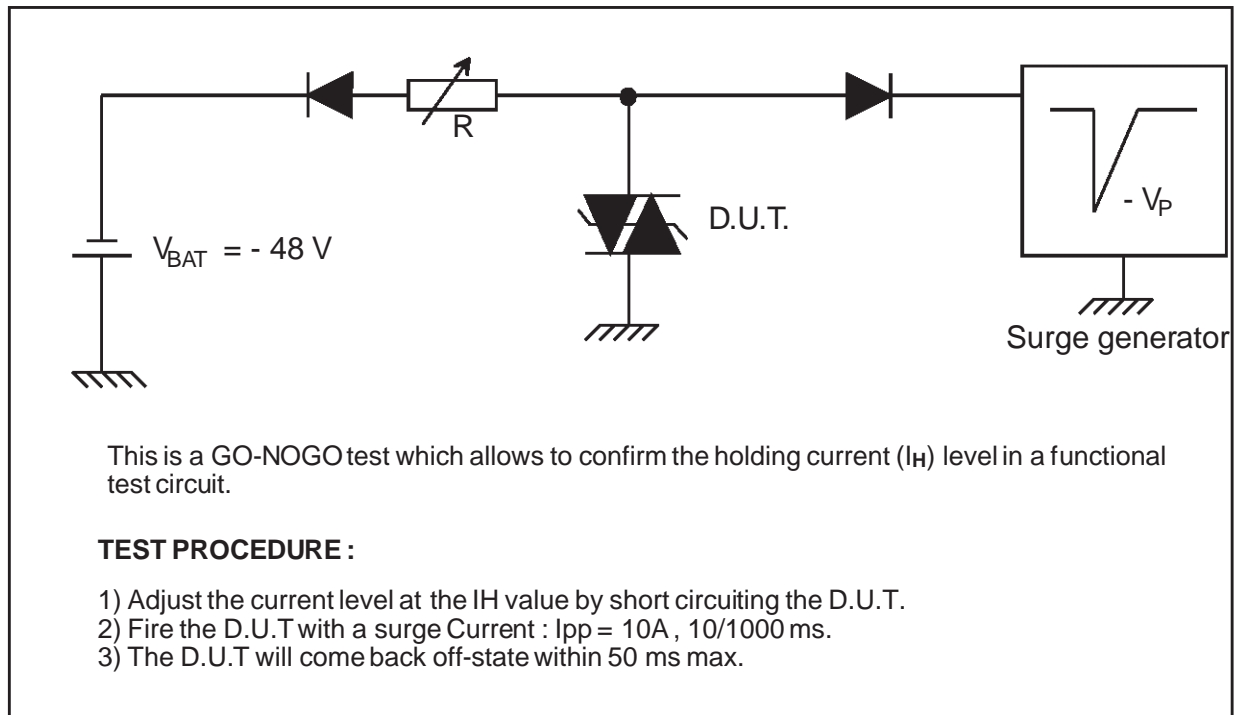 R
D.U.T.
- VP
VBAT = - 48 V
Surge generator
This is a GO-NOGO test which allows to confirm the holding current (IH) level in a functional
test circuit.
TEST PROCEDURE :
1) Adjust the current level at the IH value by short circuiting the D.U.T.
2) Fire the D.U.T with a surge Current : Ipp = 10A , 10/1000 ms.
3) The D.U.T will come back off-state within 50 ms max.